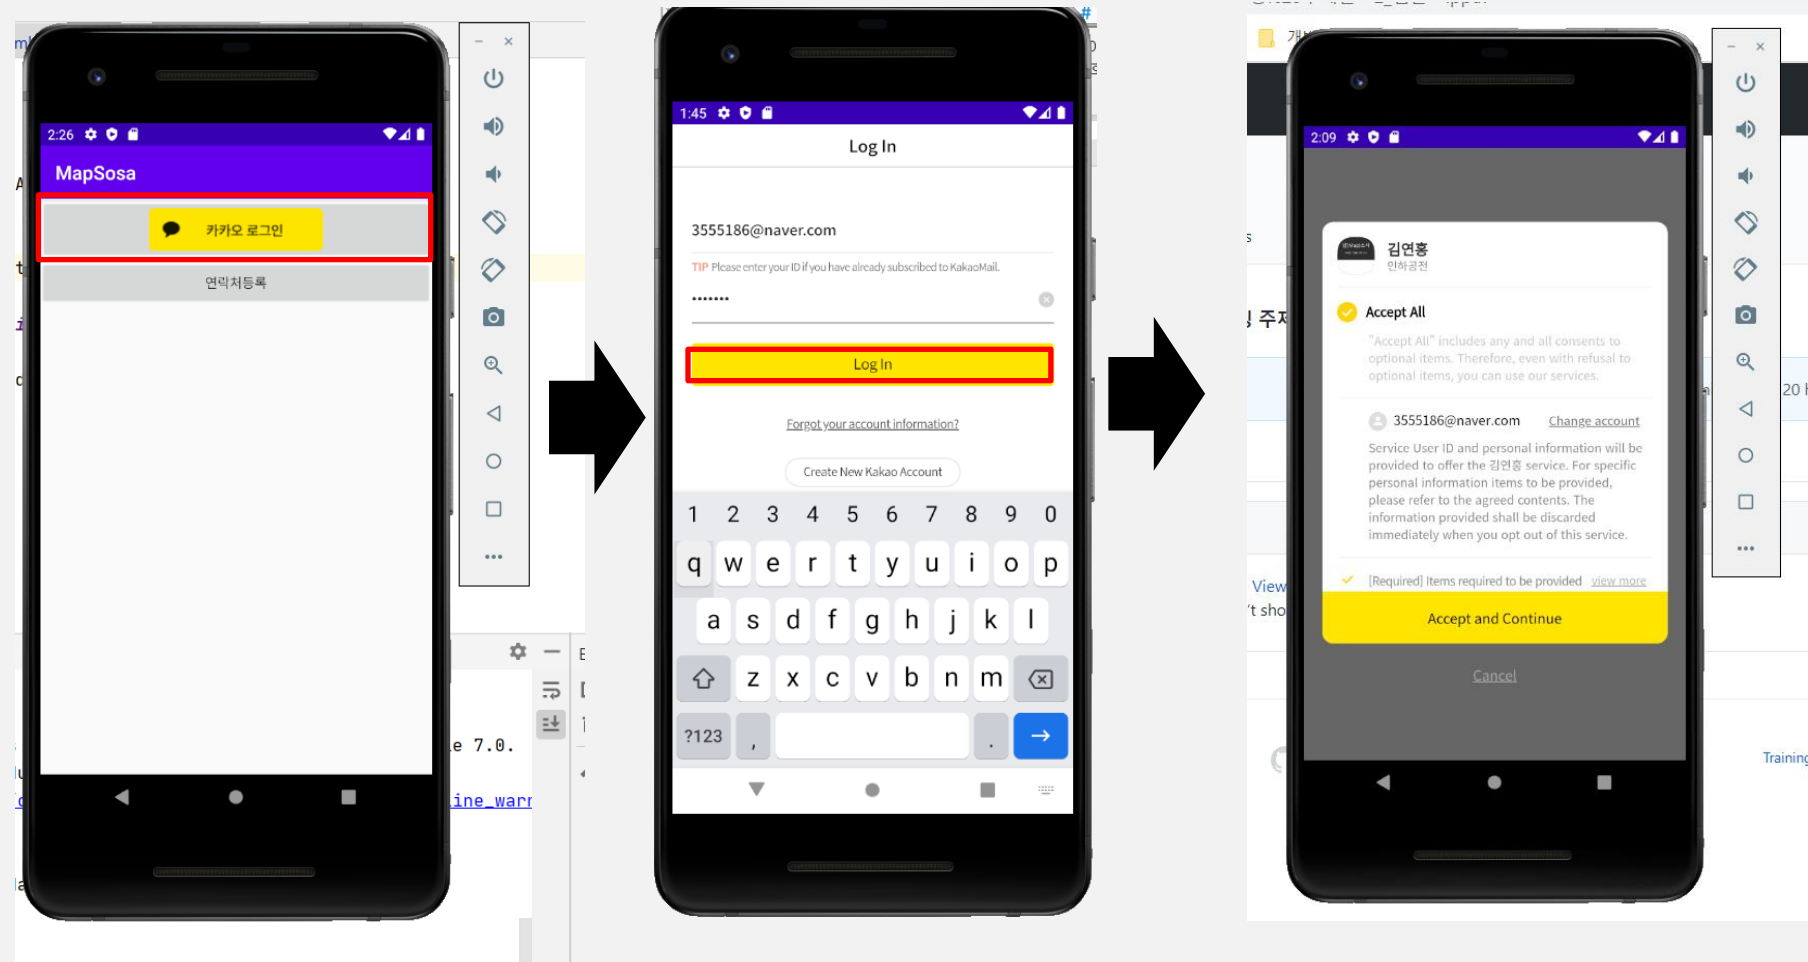 2:26
MapSosa
카카오 로그인
연락처등록
e 7.0.
ine_warn
1:45
Log In
3555186@naver.com
TIP Please enter your ID if you have already subscribed to KakaoMail.
•••••••
Log In
Forgot your account information?
Create New Kakao Account
1 2 3 4 5 6 7 8 9 0
q w e r t y u i o p
a s d f g h j k l
z x c v b n m
?123 , .
2:09
김연홍
인하공전
Accept All
"Accept All" includes any and all consents to
optional items. Therefore, even with refusal to
optional items, you can use our services.
3555186@naver.com Change account
Service User ID and personal information will be
provided to offer the 김연홍 service. For specific
personal information items to be provided,
please refer to the agreed contents. The
information provided shall be discarded
immediately when you opt out of this service.
[Required] Items required to be provided view more
Accept and Continue
Cancel
View
't sho
20 h
Training